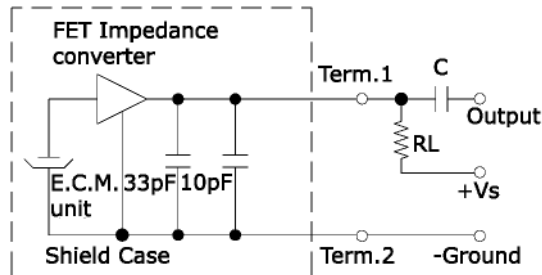 FET Impedance
converter
Term.1
C
Output
RL
E.C.M. 33pF 10pF
unit
+Vs
Shield Case
Term.2
-Ground